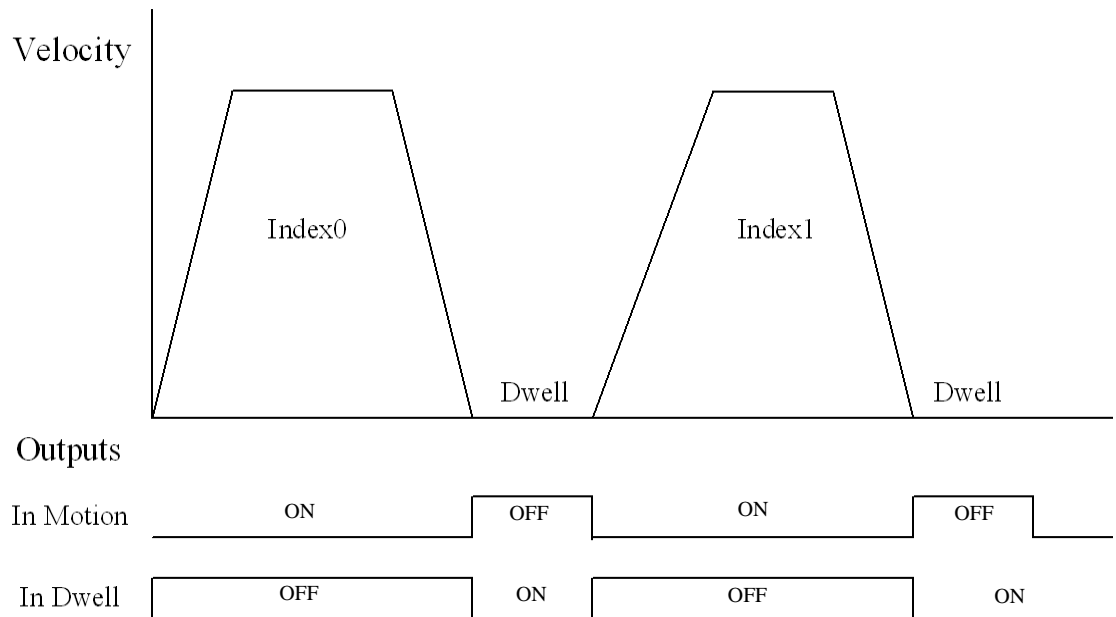 Velocity
Index0
Index1
Dwell
Dwell
Outputs
In Motion
ON
OFF
ON
OFF
In Dwell
OFF
ON
OFF
ON